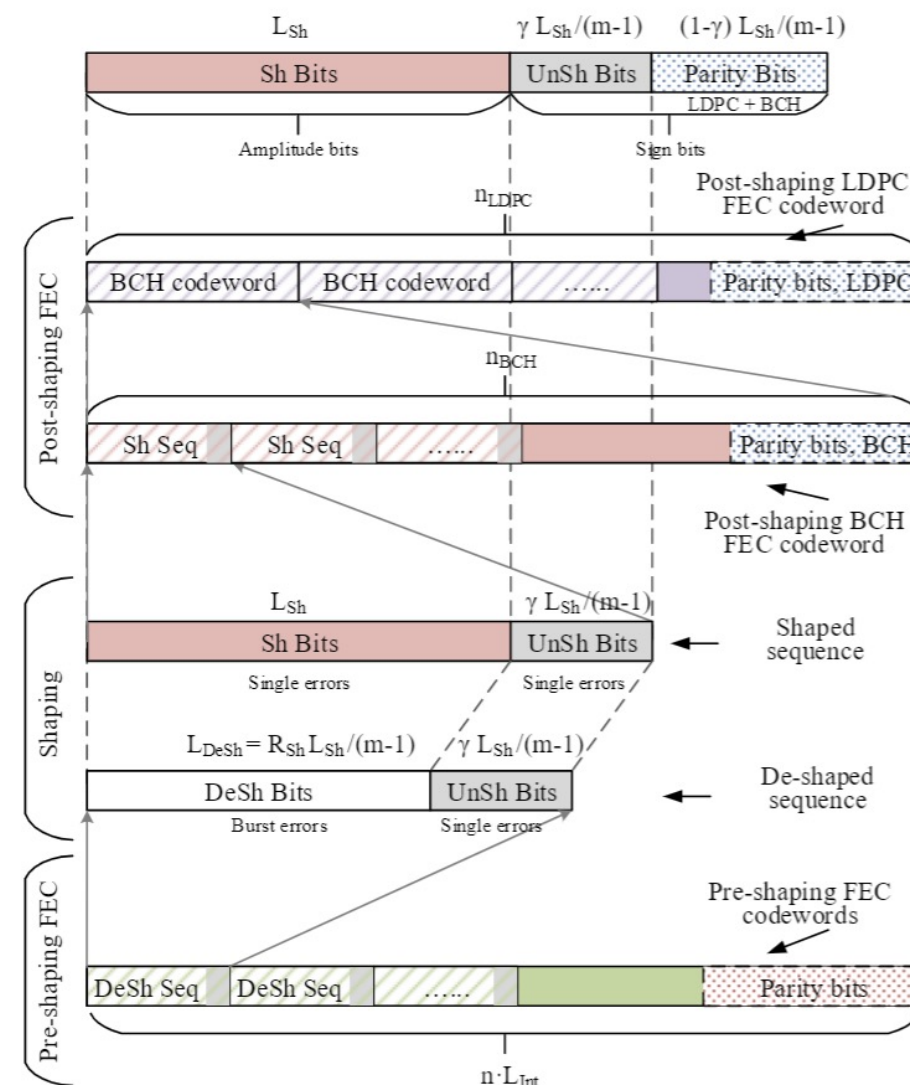 L_Sh
γ L_Sh/(m-1)
(1-γ) L_Sh/(m-1)
Sh Bits
UnSh Bits
Parity Bits
LDPC + BCH
Amplitude bits
Sign bits
Post-shaping LDPC
FEC codeword
n_LDPC
Post-shaping FEC
BCH codeword
BCH codeword
......
Parity bits, LDPC
n_BCH
Sh Seq
Sh Seq
......
Parity bits, BCH
Post-shaping BCH
FEC codeword
Shaping
L_Sh
γ L_Sh/(m-1)
Sh Bits
UnSh Bits
Shaped
sequence
Single errors
Single errors
L_DeSh = R_Sh L_Sh/(m-1)
γ L_Sh/(m-1)
DeSh Bits
UnSh Bits
De-shaped
sequence
Burst errors
Single errors
Pre-shaping FEC
Pre-shaping FEC
codewords
DeSh Seq
DeSh Seq
......
Parity bits
n·L_Int